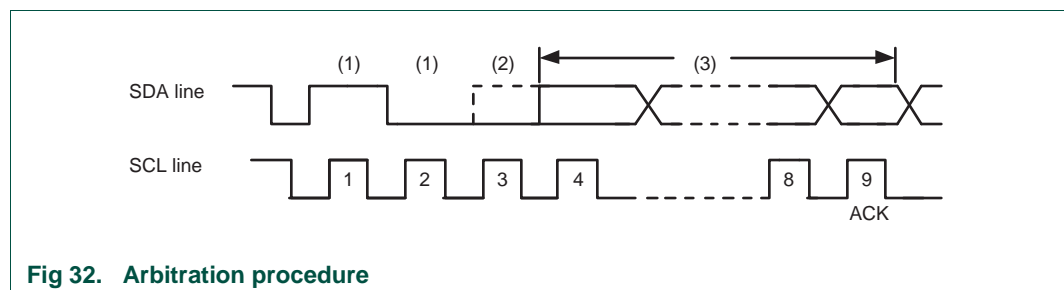 (1) (1) (2) (3)
SDA line
SCL line
1 2 3 4 8 9
ACK
Fig 32. Arbitration procedure